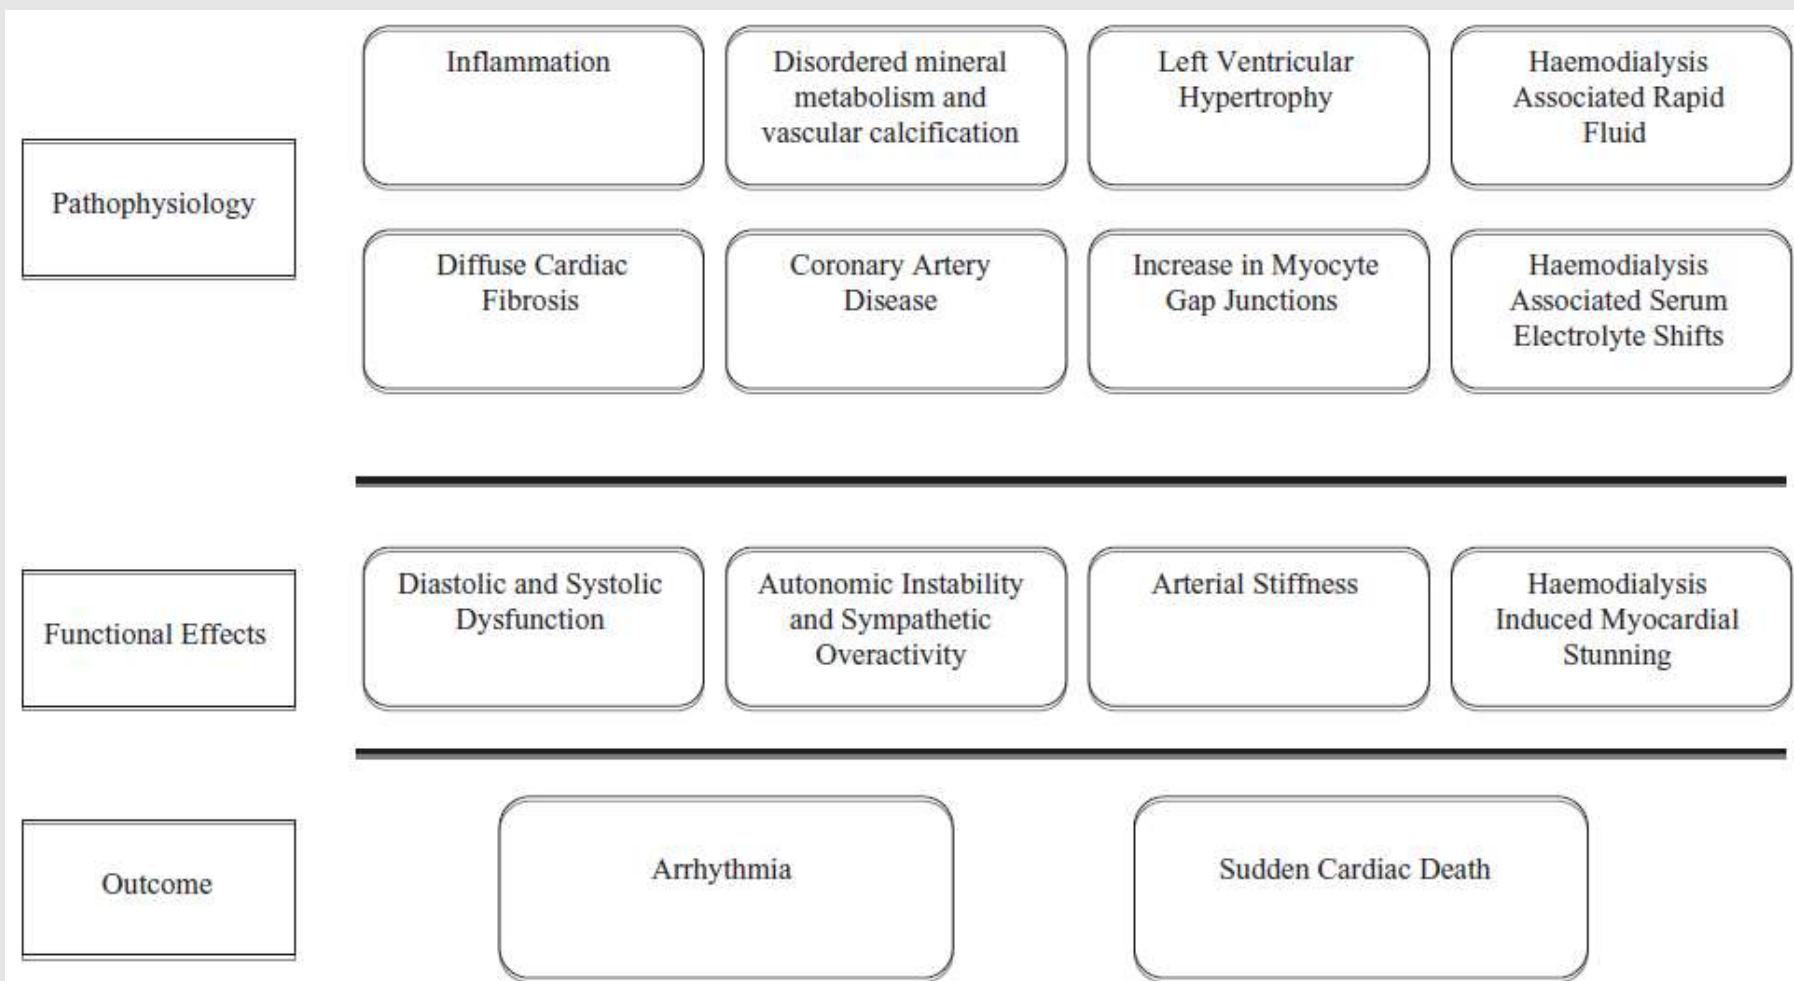 Pathophysiology
Inflammation
Disordered mineral
metabolism and
vascular calcification
Left Ventricular
Hypertrophy
Haemodialysis
Associated Rapid
Fluid
Diffuse Cardiac
Fibrosis
Coronary Artery
Disease
Increase in Myocyte
Gap Junctions
Haemodialysis
Associated Serum
Electrolyte Shifts
Functional Effects
Diastolic and Systolic
Dysfunction
Autonomic Instability
and Sympathetic
Overactivity
Arterial Stiffness
Haemodialysis
Induced Myocardial
Stunning
Outcome
Arrhythmia
Sudden Cardiac Death